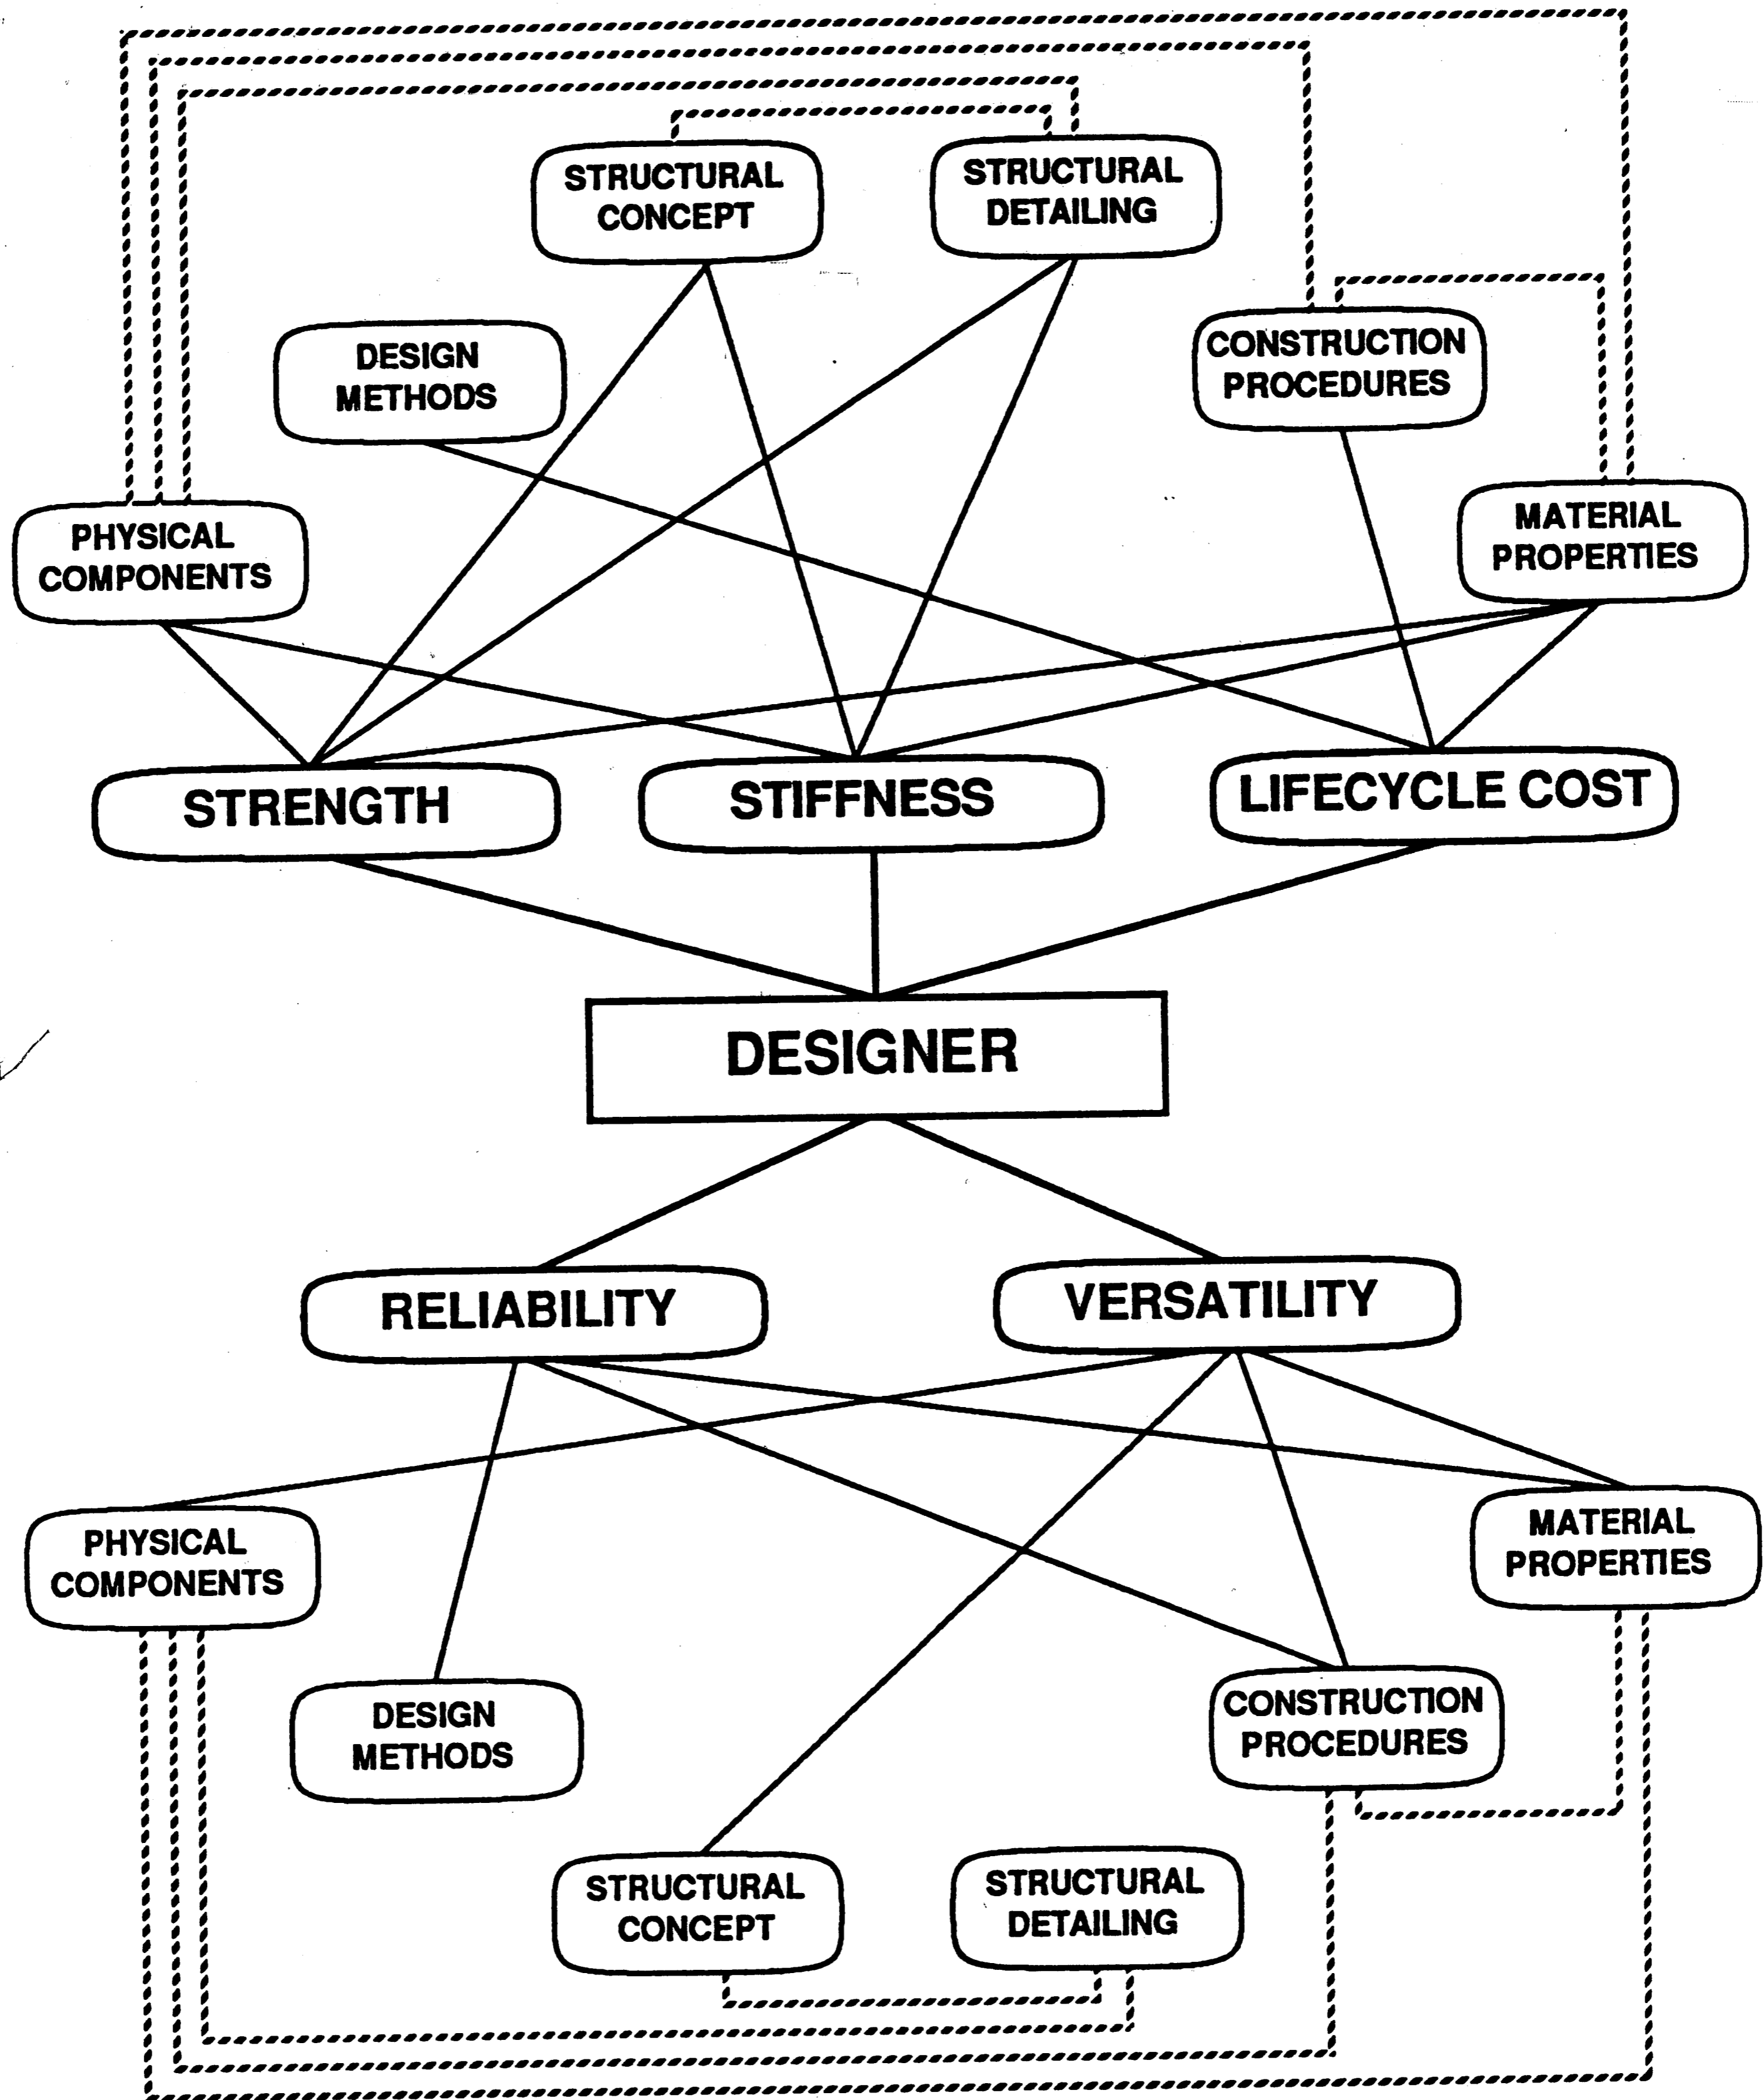 STRUCTURAL
CONCEPT
STRUCTURAL
DETAILING
DESIGN
METHODS
CONSTRUCTION
PROCEDURES
PHYSICAL
COMPONENTS
MATERIAL
PROPERTIES
STRENGTH
STIFFNESS
LIFECYCLE COST
DESIGNER
RELIABILITY
VERSATILITY
PHYSICAL
COMPONENTS
MATERIAL
PROPERTIES
DESIGN
METHODS
CONSTRUCTION
PROCEDURES
STRUCTURAL
CONCEPT
STRUCTURAL
DETAILING